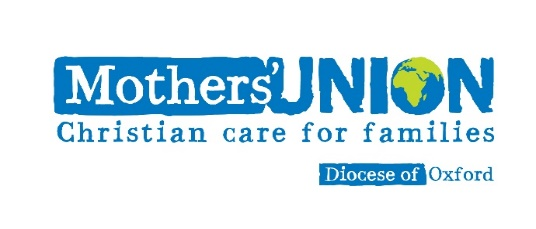 Mothers' UNION
Christian care for families
Diocese of Oxford